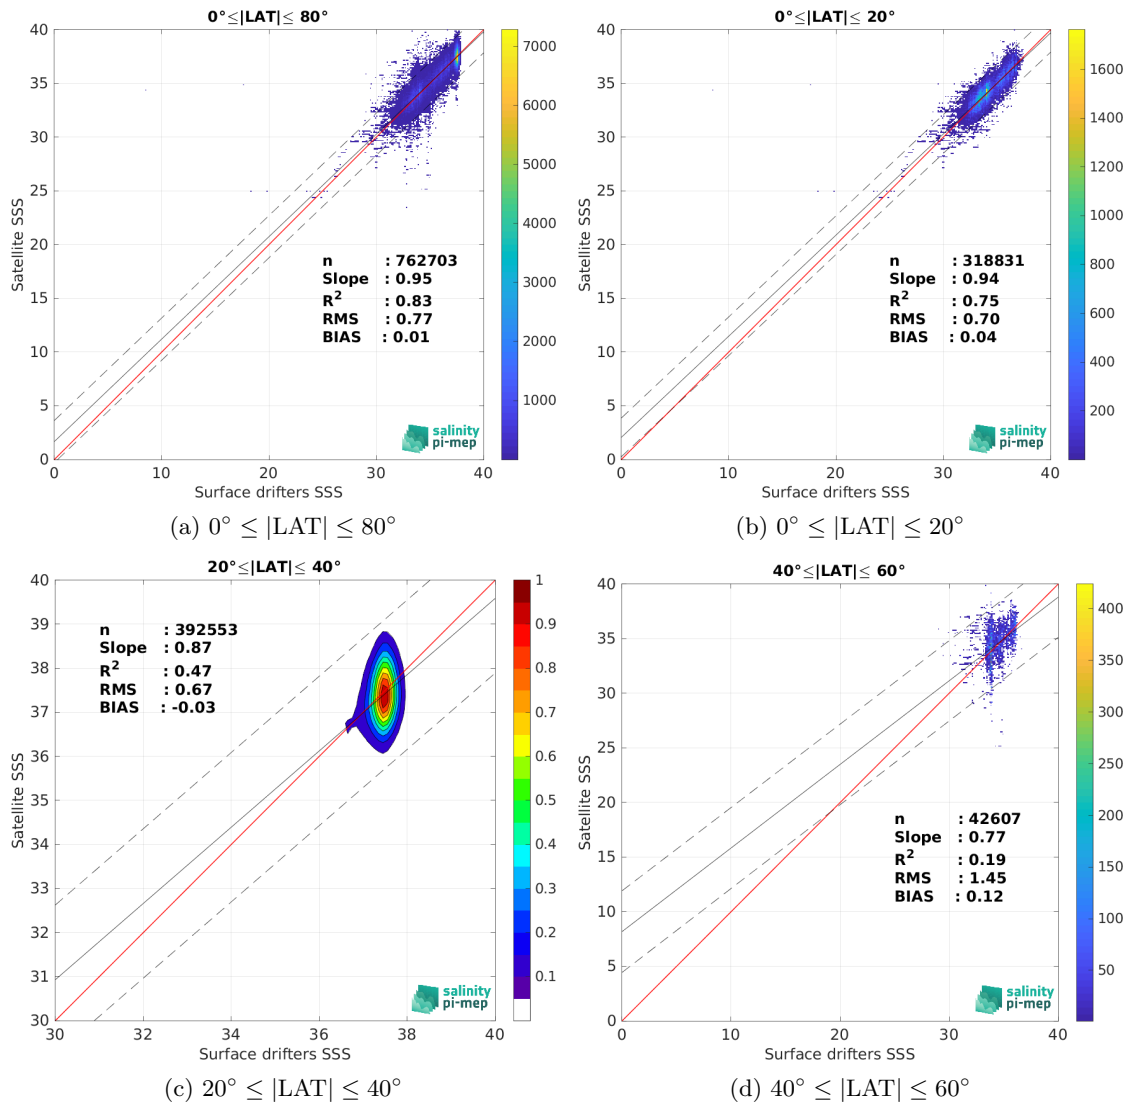 0°≤|LAT|≤ 80°
40
35
30
25
20
15
10
5
0
Satellite SSS
n : 762703
Slope : 0.95
R² : 0.83
RMS : 0.77
BIAS : 0.01
salinity
pi-mep
0 10 20 30 40
Surface drifters SSS
7000
6000
5000
4000
3000
2000
1000
(a) 0° ≤ |LAT| ≤ 80°
0°≤|LAT|≤ 20°
40
35
30
25
20
15
10
5
0
Satellite SSS
n : 318831
Slope : 0.94
R² : 0.75
RMS : 0.70
BIAS : 0.04
salinity
pi-mep
0 10 20 30 40
Surface drifters SSS
1600
1400
1200
1000
800
600
400
200
(b) 0° ≤ |LAT| ≤ 20°
20°≤|LAT|≤ 40°
40
39
38
37
36
35
34
33
32
31
30
Satellite SSS
n : 392553
Slope : 0.87
R² : 0.47
RMS : 0.67
BIAS : -0.03
salinity
pi-mep
30 32 34 36 38 40
Surface drifters SSS
1
0.9
0.8
0.7
0.6
0.5
0.4
0.3
0.2
0.1
(c) 20° ≤ |LAT| ≤ 40°
40°≤|LAT|≤ 60°
40
35
30
25
20
15
10
5
0
Satellite SSS
n : 42607
Slope : 0.77
R² : 0.19
RMS : 1.45
BIAS : 0.12
salinity
pi-mep
0 10 20 30 40
Surface drifters SSS
400
350
300
250
200
150
100
50
(d) 40° ≤ |LAT| ≤ 60°